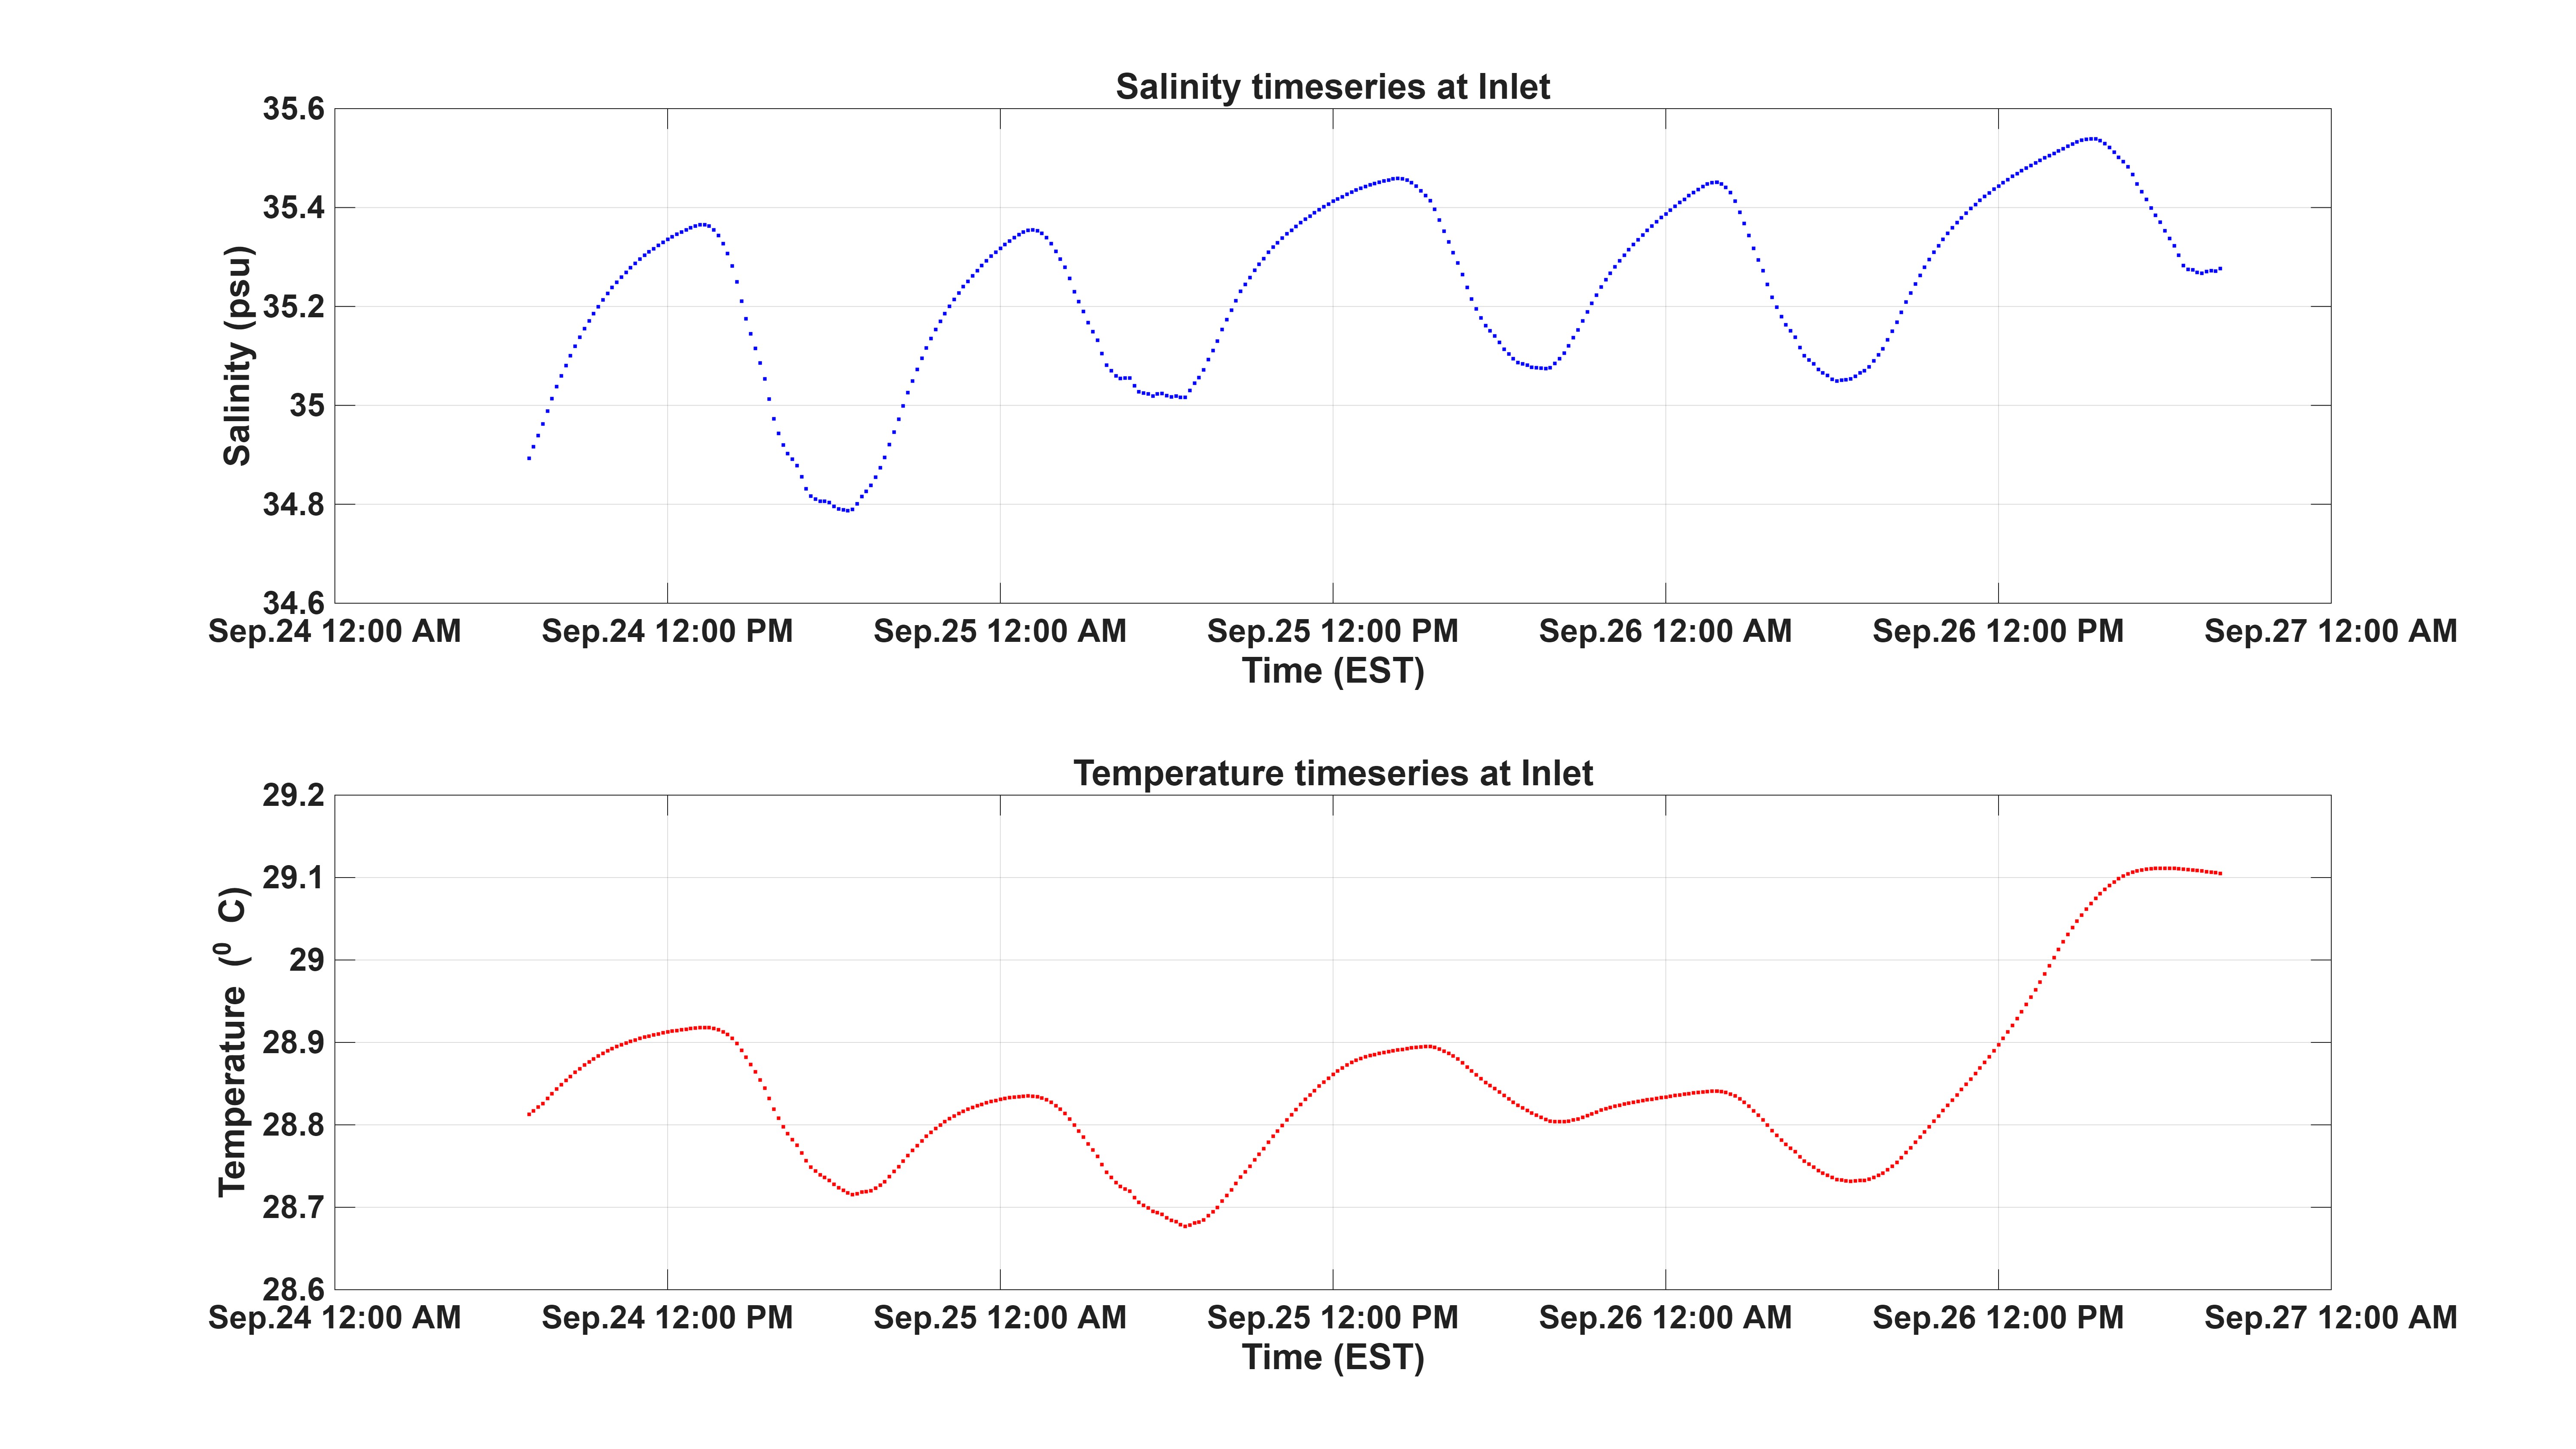 Salinity timeseries at Inlet
35.6
35.4
35.2
35
34.8
34.6
Salinity (psu)
Sep.24 12:00 AM Sep.24 12:00 PM Sep.25 12:00 AM Sep.25 12:00 PM Sep.26 12:00 AM Sep.26 12:00 PM Sep.27 12:00 AM
Time (EST)
Temperature timeseries at Inlet
29.2
29.1
29
28.9
28.8
28.7
28.6
Temperature (⁰ C)
Sep.24 12:00 AM Sep.24 12:00 PM Sep.25 12:00 AM Sep.25 12:00 PM Sep.26 12:00 AM Sep.26 12:00 PM Sep.27 12:00 AM
Time (EST)